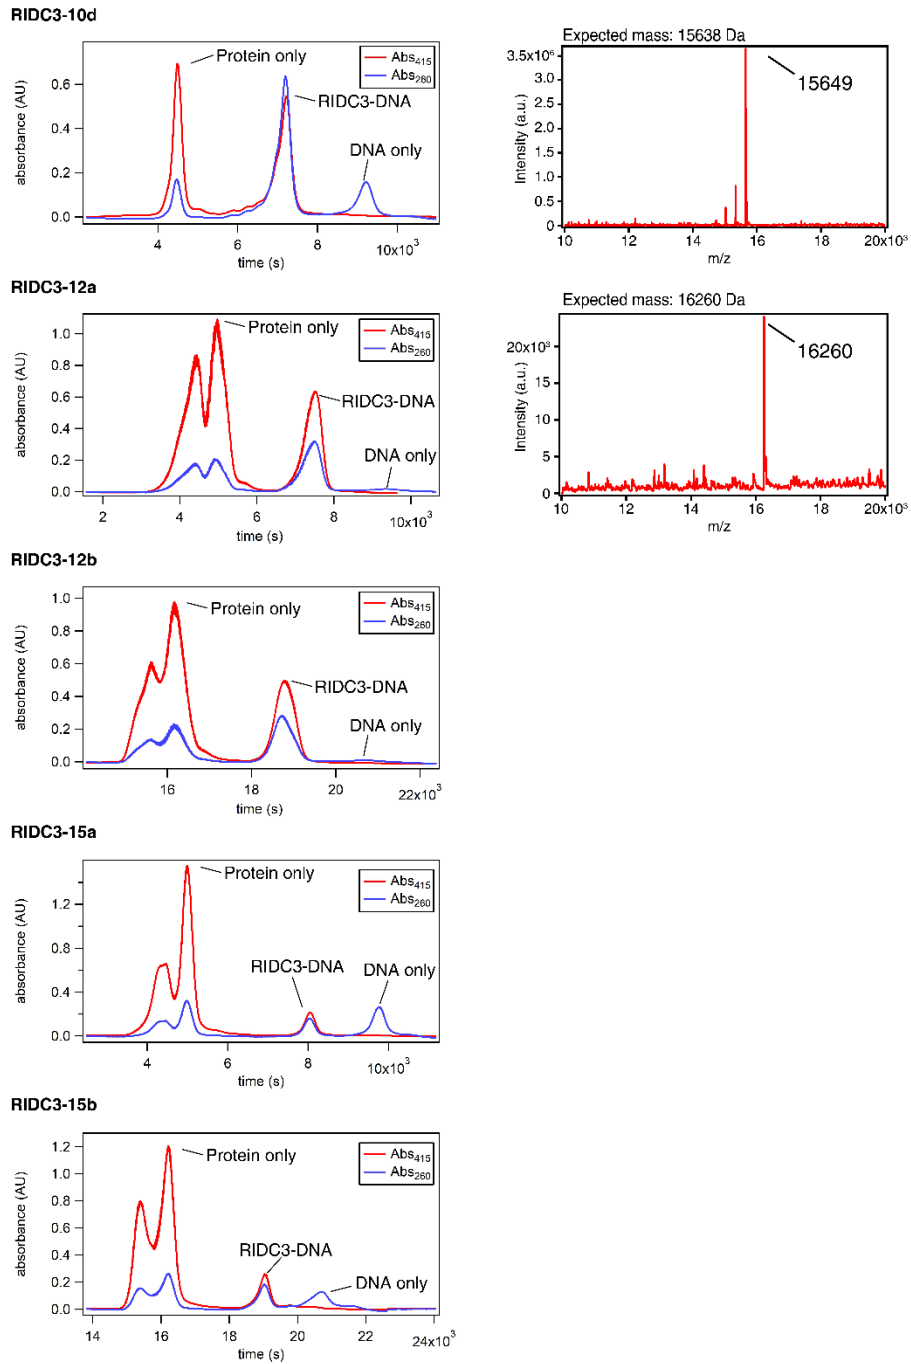 RIDC3-10d
absorbance (AU)
0.6
0.4
0.2
0.0
Protein only
RIDC3-DNA
DNA only
Abs₄₁₅
Abs₂₆₀
4
6
8
10x10³
time (s)
Expected mass: 15638 Da
Intensity (a.u.)
3.5x10⁶
3.0
2.5
2.0
1.5
1.0
0.5
0
15649
10
12
14
16
18
20x10³
m/z
RIDC3-12a
absorbance (AU)
1.0
0.8
0.6
0.4
0.2
0.0
Protein only
RIDC3-DNA
DNA only
Abs₄₁₅
Abs₂₆₀
2
4
6
8
10x10³
time (s)
Expected mass: 16260 Da
Intensity (a.u.)
20x10³
15
10
5
0
16260
10
12
14
16
18
20x10³
m/z
RIDC3-12b
absorbance (AU)
1.0
0.8
0.6
0.4
0.2
0.0
Protein only
RIDC3-DNA
DNA only
Abs₄₁₅
Abs₂₆₀
16
18
20
22x10³
time (s)
RIDC3-15a
absorbance (AU)
1.2
0.8
0.4
0.0
Protein only
RIDC3-DNA
DNA only
Abs₄₁₅
Abs₂₆₀
4
6
8
10x10³
time (s)
RIDC3-15b
absorbance (AU)
1.2
1.0
0.8
0.6
0.4
0.2
0.0
Protein only
RIDC3-DNA
DNA only
Abs₄₁₅
Abs₂₆₀
14
16
18
20
22
24x10³
time (s)